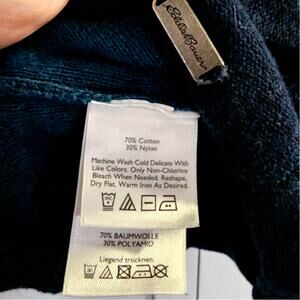 Eddie Bauer
70% Cotton
30% Nylon
Machine Wash Cold Delicate With
Like Colors. Only Non-Chlorine
Bleach When Needed. Reshape,
Dry Flat. Warm Iron As Desired.
70% BAUMWOLLE
30% POLYAMID
Liegend trocknen.